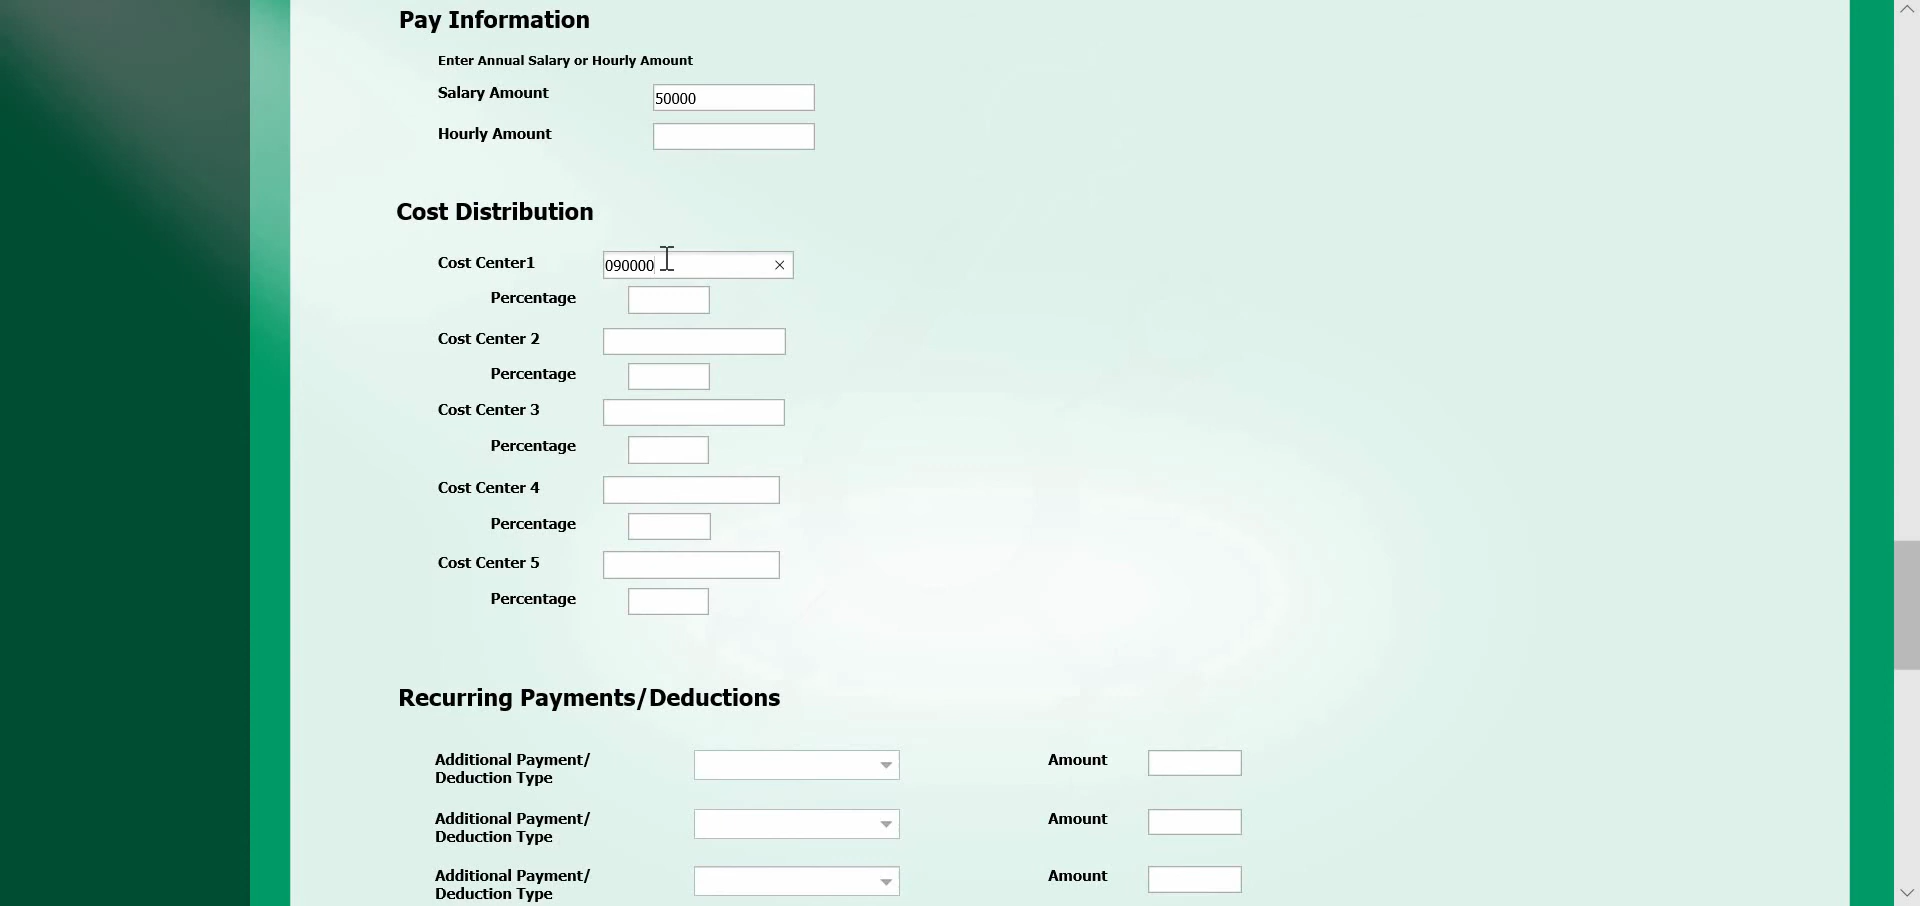 Pay Information
Enter Annual Salary or Hourly Amount
Salary Amount 50000
Hourly Amount
Cost Distribution
Cost Center1 090000
Percentage
Cost Center 2
Percentage
Cost Center 3
Percentage
Cost Center 4
Percentage
Cost Center 5
Percentage
Recurring Payments/Deductions
Additional Payment/ Amount
Deduction Type
Additional Payment/ Amount
Deduction Type
Additional Payment/ Amount
Deduction Type